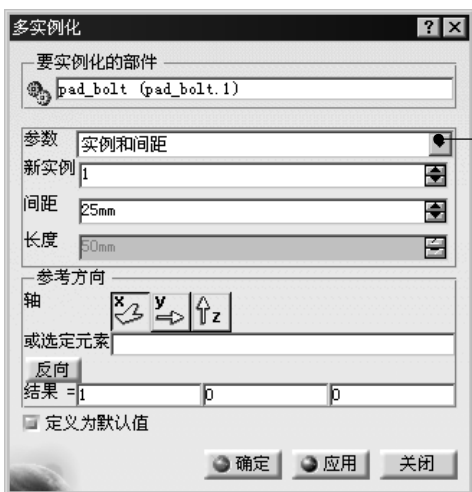 多实例化
要实例化的部件
pad_bolt (pad_bolt.1)
参数 实例和间距
新实例 1
间距 25mm
长度 50mm
参考方向
轴 x y z
或选定元素
反向
结果 = 1 0 0
定义为默认值
确定 应用 关闭